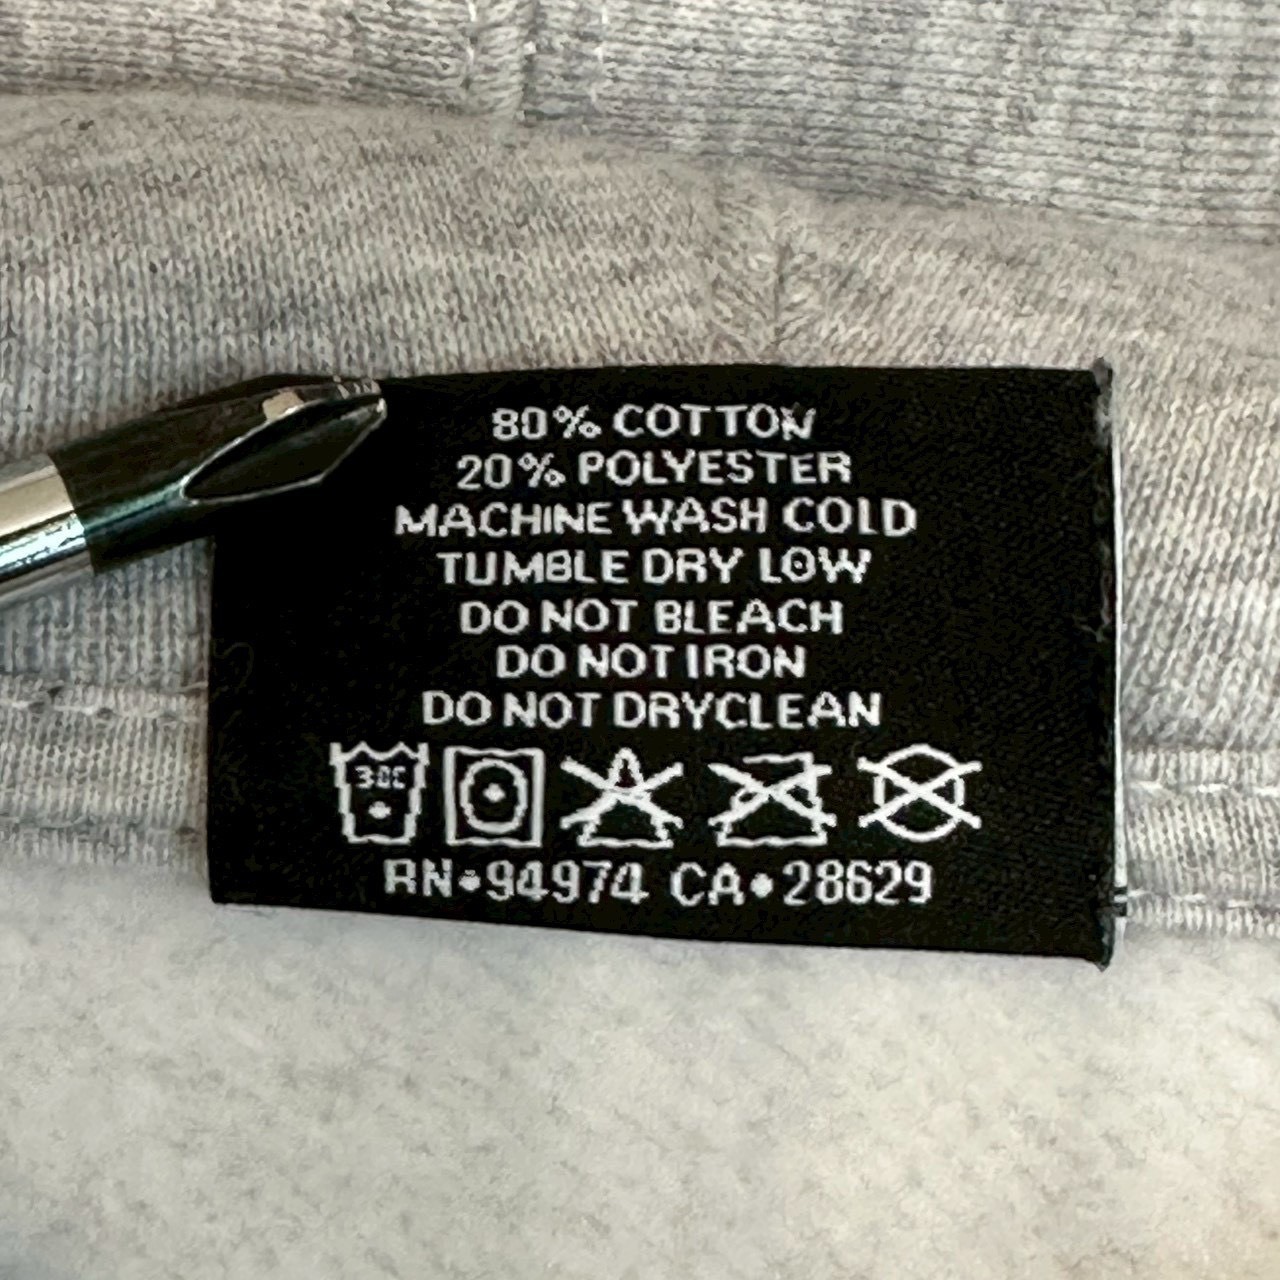 80% COTTON
20% POLYESTER
MACHINE WASH COLD
TUMBLE DRY LOW
DO NOT BLEACH
DO NOT IRON
DO NOT DRYCLEAN
RN•94974 CA•28629